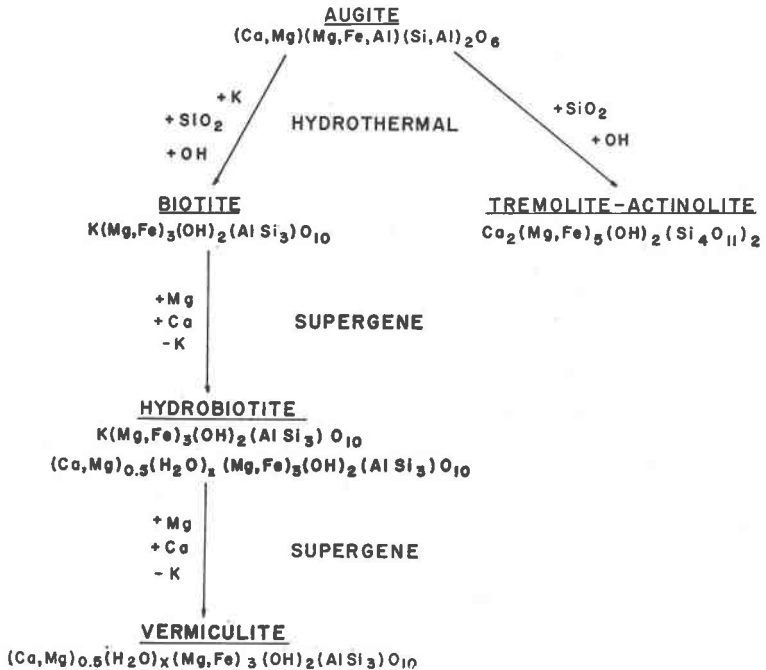 AUGITE
(Ca,Mg)(Mg,Fe,Al)(Si,Al)₂O₆
+K
+SiO₂
+OH
HYDROTHERMAL
+SiO₂
+OH
BIOTITE
K(Mg,Fe)₃(OH)₂(AlSi₃)O₁₀
TREMOLITE-ACTINOLITE
Ca₂(Mg,Fe)₅(OH)₂(Si₄O₁₁)₂
+Mg
+Ca
-K
SUPERGENE
HYDROBIOTITE
K(Mg,Fe)₃(OH)₂(AlSi₃)O₁₀
(Ca,Mg)₀.₅(H₂O)ₓ(Mg,Fe)₃(OH)₂(AlSi₃)O₁₀
+Mg
+Ca
-K
SUPERGENE
VERMICULITE
(Ca,Mg)₀.₅(H₂O)ₓ(Mg,Fe)₃(OH)₂(AlSi₃)O₁₀